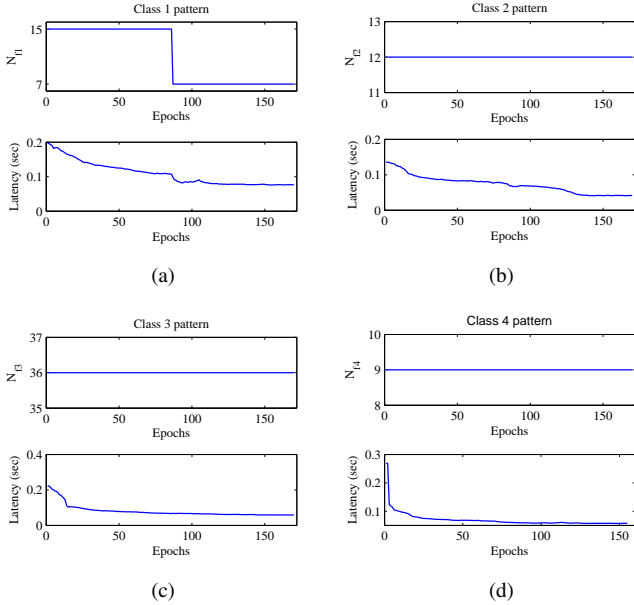 Class 1 pattern
15
7
N_f1
0 50 100 150
Epochs
0.2
0.1
0
Latency (sec)
0 50 100 150
Epochs
(a)
Class 2 pattern
13
12
11
N_f2
0 50 100 150
Epochs
0.2
0.1
0
Latency (sec)
0 50 100 150
Epochs
(b)
Class 3 pattern
37
36
35
N_f3
0 50 100 150
Epochs
0.4
0.2
0
Latency (sec)
0 50 100 150
Epochs
(c)
Class 4 pattern
10
9
8
N_f4
0 50 100 150
Epochs
0.3
0.2
0.1
Latency (sec)
0 50 100 150
Epochs
(d)